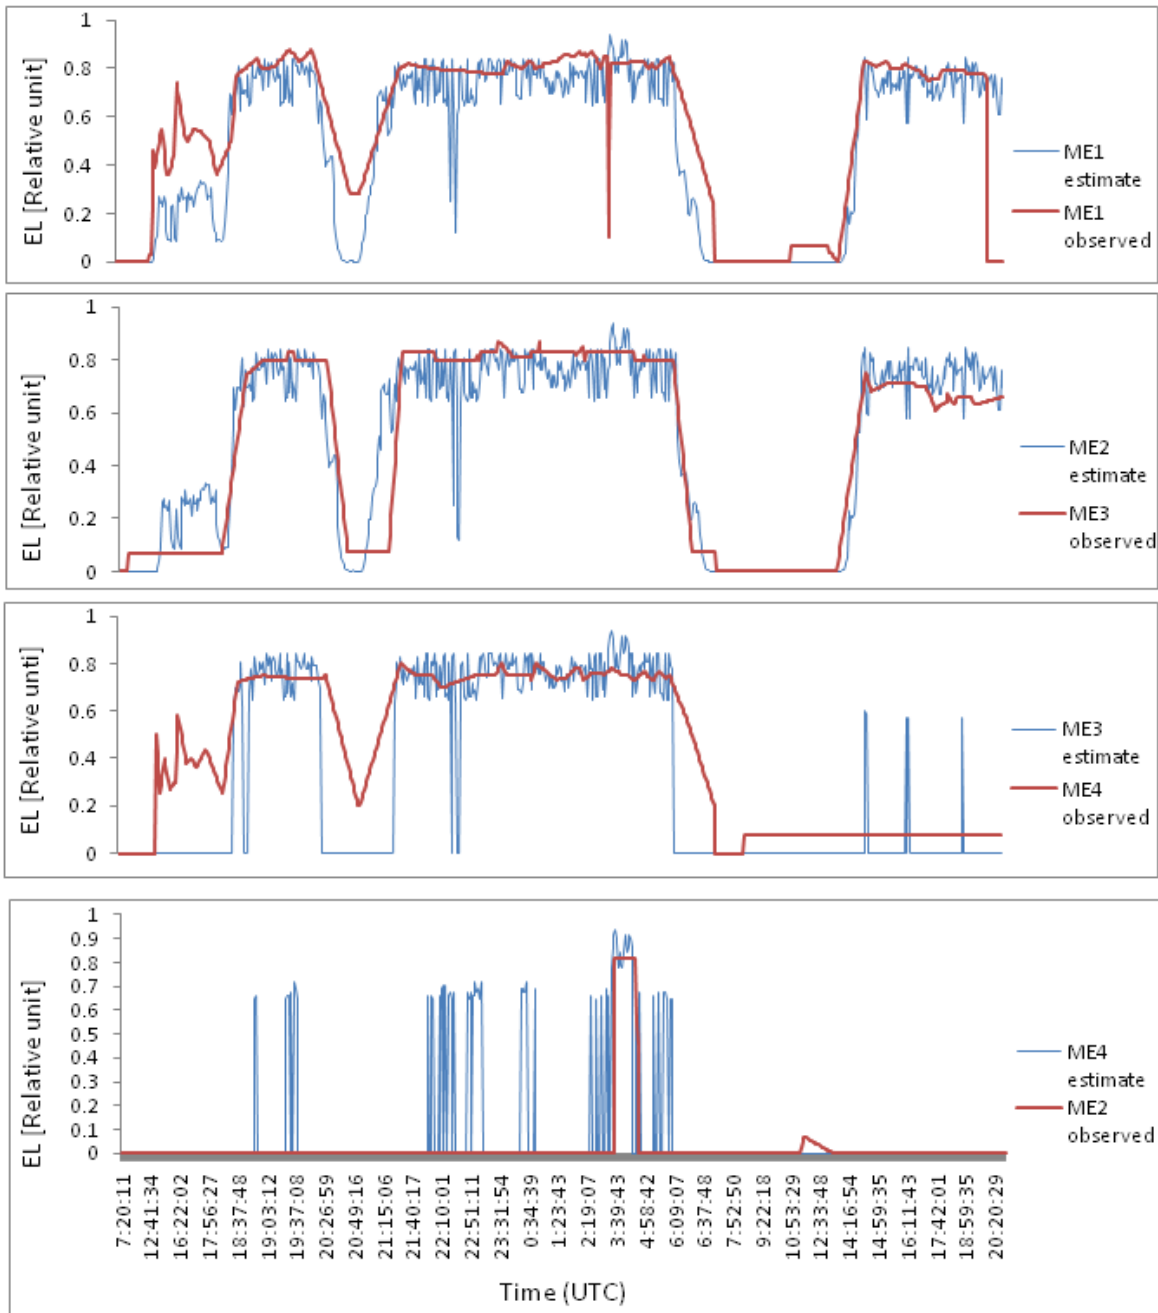 1
0.8
0.6
0.4
0.2
0
EL [Relative unit]
ME1
estimate
ME1
observed
1
0.8
0.6
0.4
0.2
0
EL [Relative unit]
ME2
estimate
ME3
observed
1
0.8
0.6
0.4
0.2
0
EL [Relative unti]
ME3
estimate
ME4
observed
1
0.9
0.8
0.7
0.6
0.5
0.4
0.3
0.2
0.1
0
EL [Relative unit]
ME4
estimate
ME2
observed
7:20:11
12:41:34
16:22:02
17:56:27
18:37:48
19:03:12
19:37:08
20:26:59
20:49:16
21:15:06
21:40:17
22:10:01
22:51:11
23:31:54
0:34:39
1:23:43
2:19:07
3:39:43
4:58:42
6:09:07
6:37:48
7:52:50
9:22:18
10:53:29
12:33:48
14:16:54
14:59:35
16:11:43
17:42:01
18:59:35
20:20:29
Time (UTC)